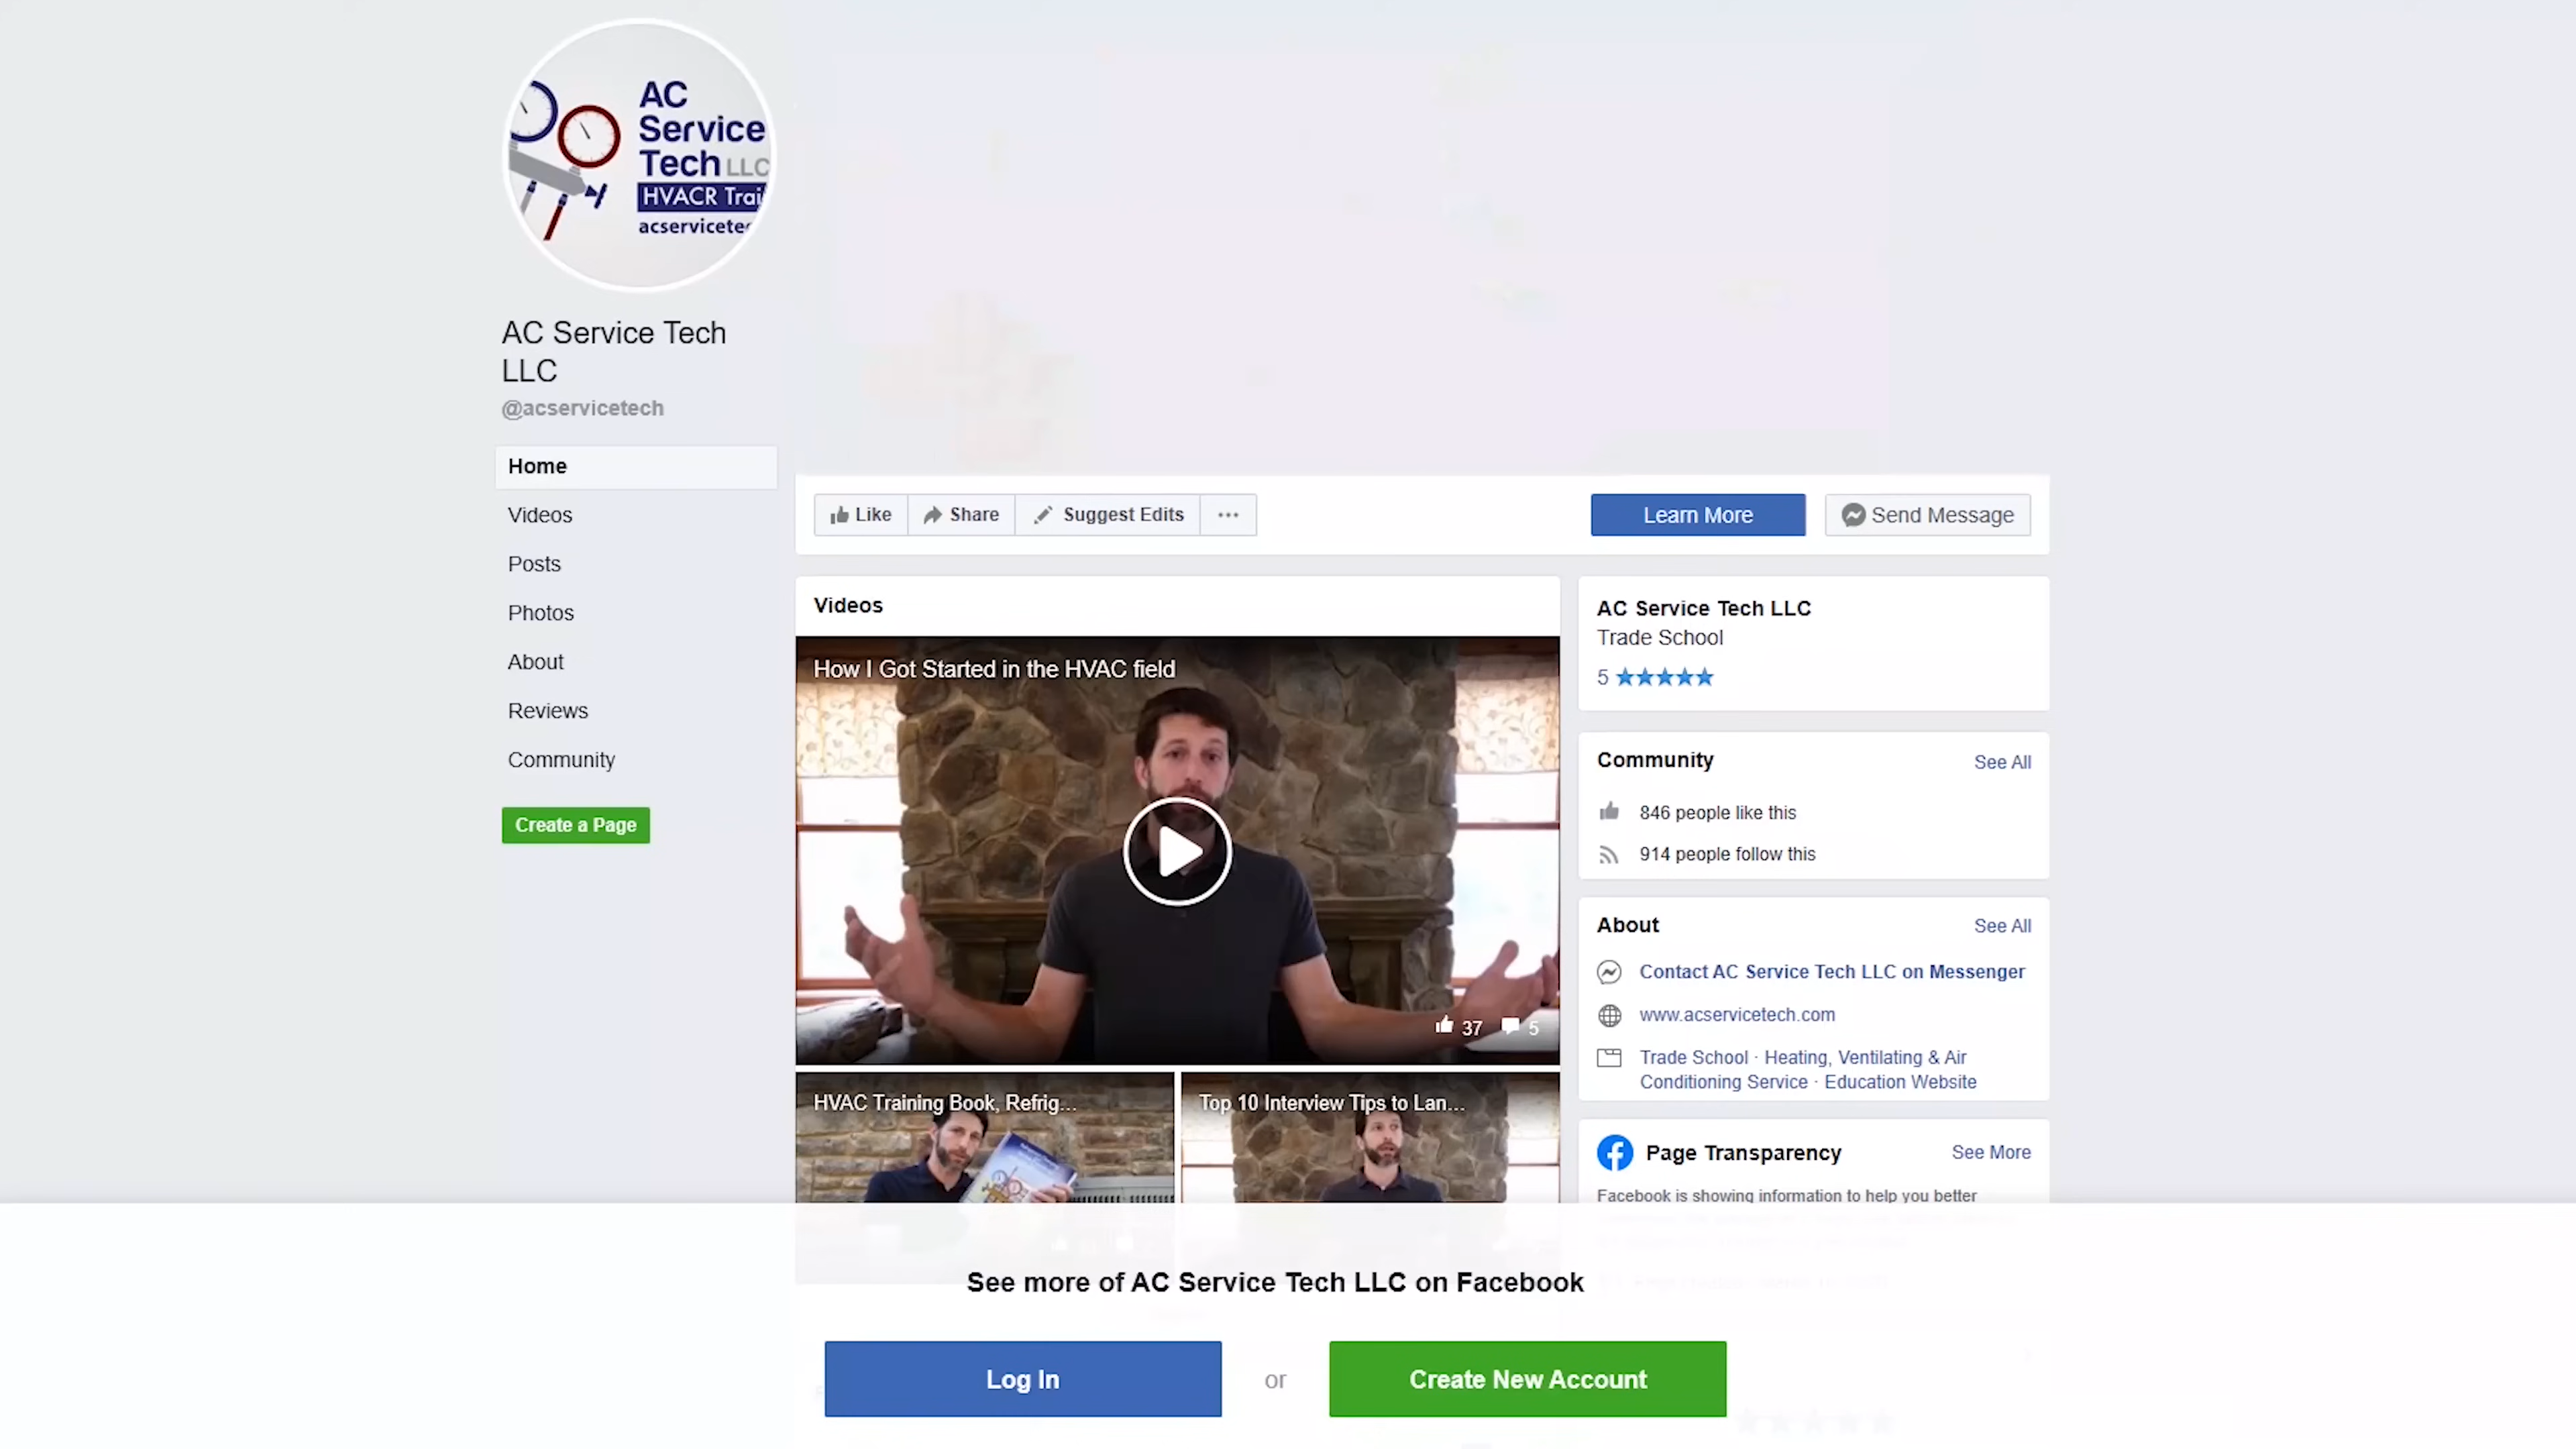 AC
Service
Tech LLC
HVACR Trai
acservicetec
AC Service Tech
LLC
@acservicetech
Home
Videos
Posts
Photos
About
Reviews
Community
Create a Page
Like
Share
Suggest Edits
...
Learn More
Send Message
Videos
How I Got Started in the HVAC field
37
5
HVAC Training Book, Refrig...
Top 10 Interview Tips to Lan...
AC Service Tech LLC
Trade School
5
Community
See All
846 people like this
914 people follow this
About
See All
Contact AC Service Tech LLC on Messenger
www.acservicetech.com
Trade School · Heating, Ventilating & Air
Conditioning Service · Education Website
Page Transparency
See More
Facebook is showing information to help you better
See more of AC Service Tech LLC on Facebook
Log In
or
Create New Account